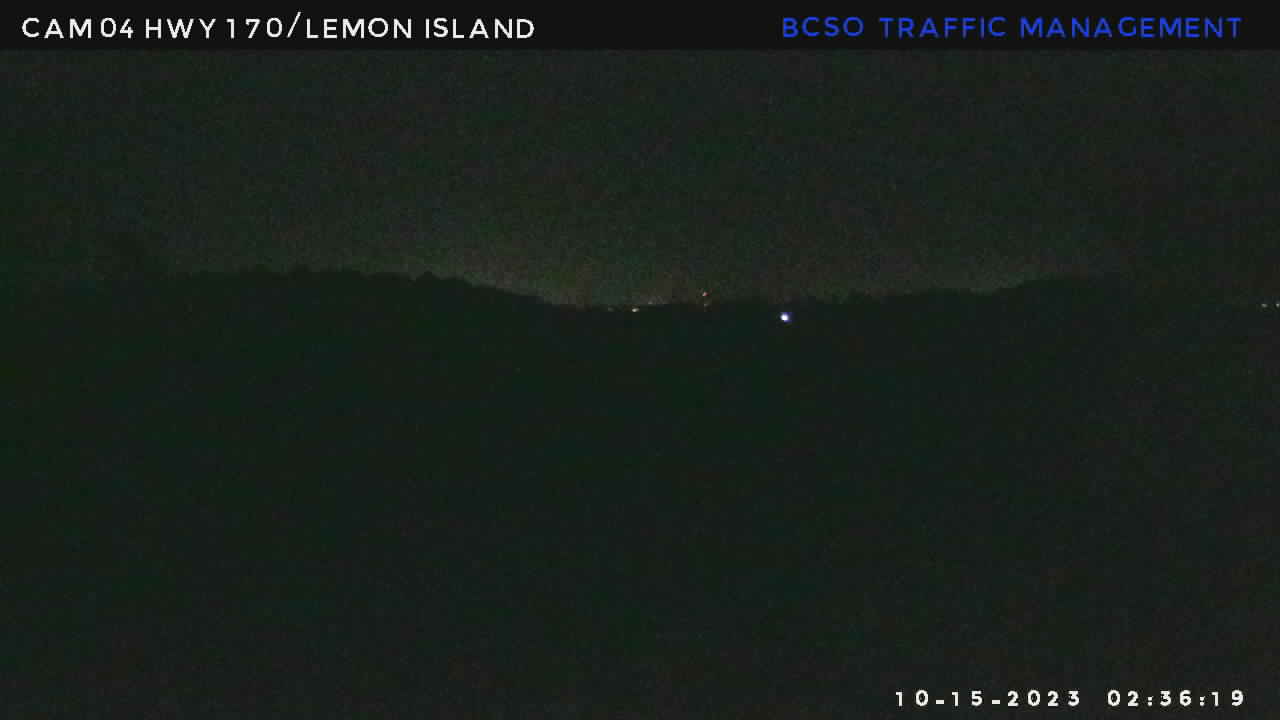 CAM04 HWY 170/LEMON ISLAND
BCSO TRAFFIC MANAGEMENT
10-15-2023 02:36:19